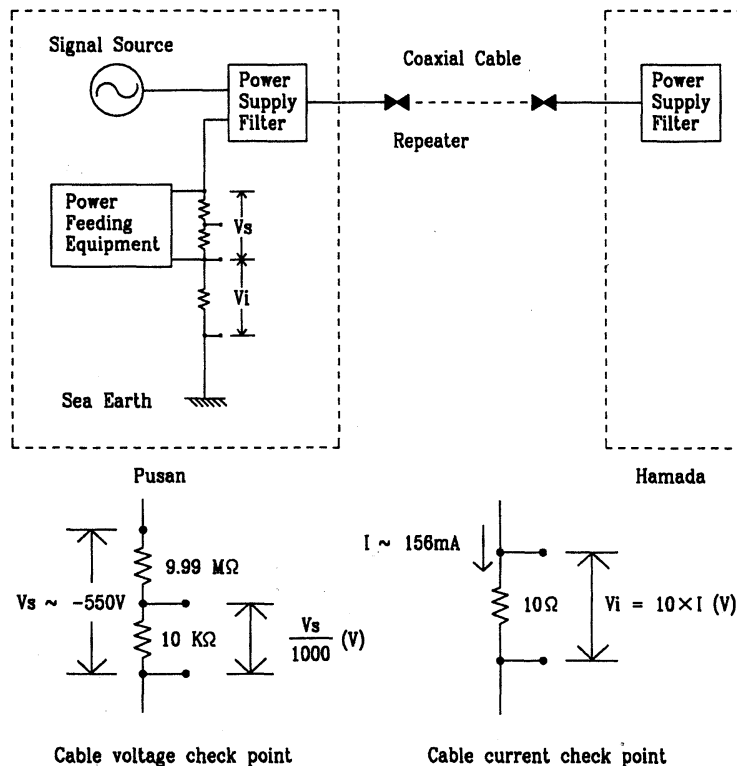 Signal Source
Power
Supply
Filter
Coaxial Cable
Repeater
Power
Supply
Filter
Power
Feeding
Equipment
Vs
Vi
Sea Earth
Pusan
Hamada
Vs ~ -550V
9.99 MΩ
10 KΩ
Vs
1000 (V)
I ~ 156mA
10Ω
Vi = 10×I (V)
Cable voltage check point
Cable current check point